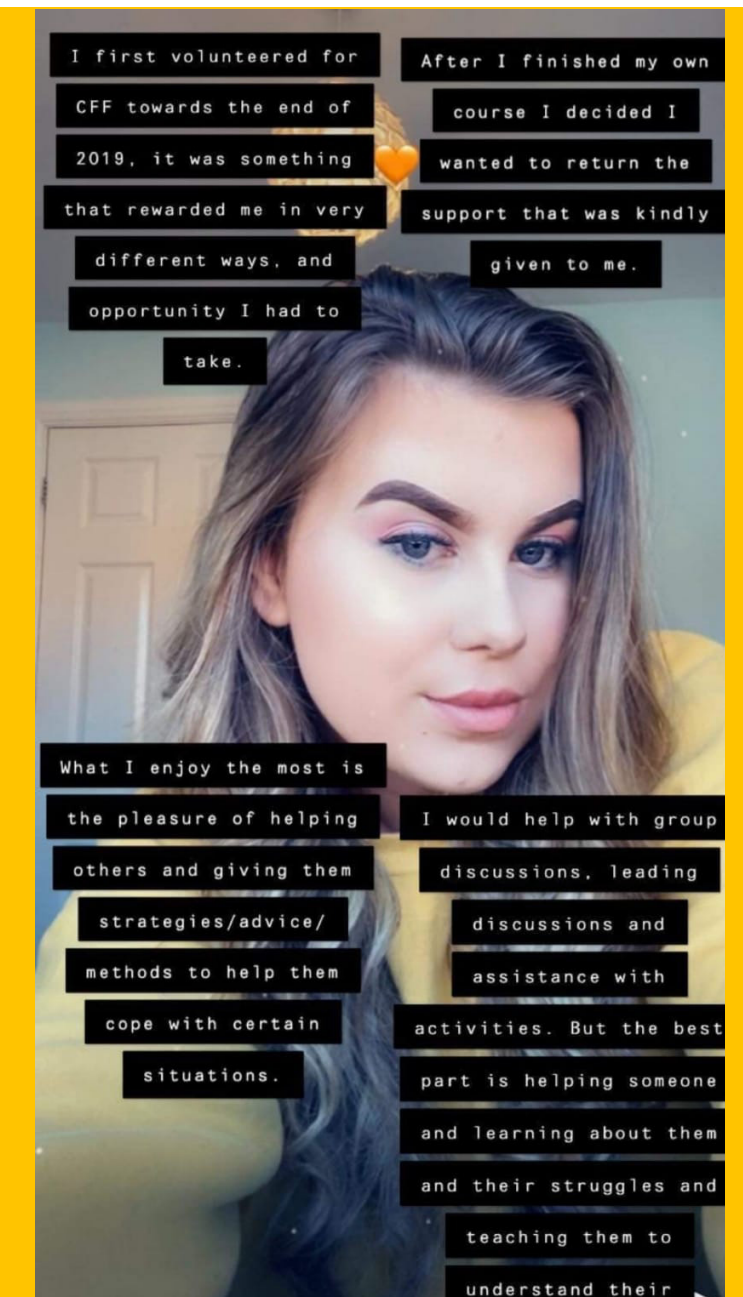 I first volunteered for
CFF towards the end of
2019, it was something
that rewarded me in very
different ways, and
opportunity I had to
take.
After I finished my own
course I decided I
wanted to return the
support that was kindly
given to me.
What I enjoy the most is
the pleasure of helping
others and giving them
strategies/advice/
methods to help them
cope with certain
situations.
I would help with group
discussions, leading
discussions and
assistance with
activities. But the best
part is helping someone
and learning about them
and their struggles and
teaching them to
understand their